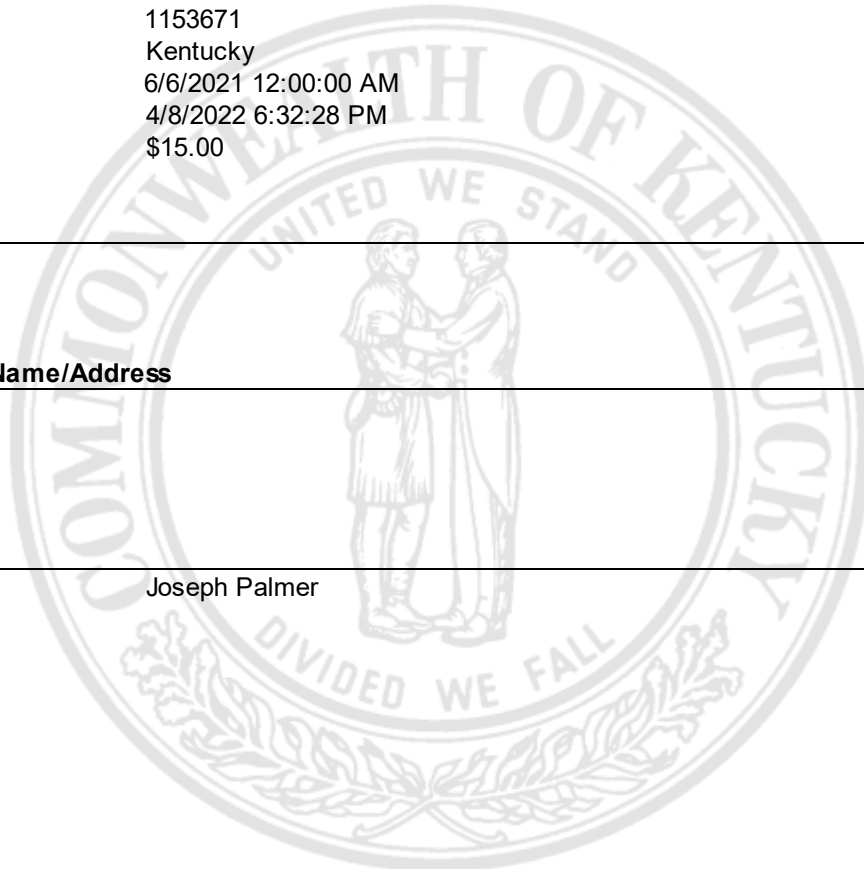 1153671
Kentucky
6/6/2021 12:00:00 AM
4/8/2022 6:32:28 PM
$15.00
COMMONWEALTH OF KENTUCKY
UNITED WE STAND
Name/Address
Joseph Palmer
DIVIDED WE FALL